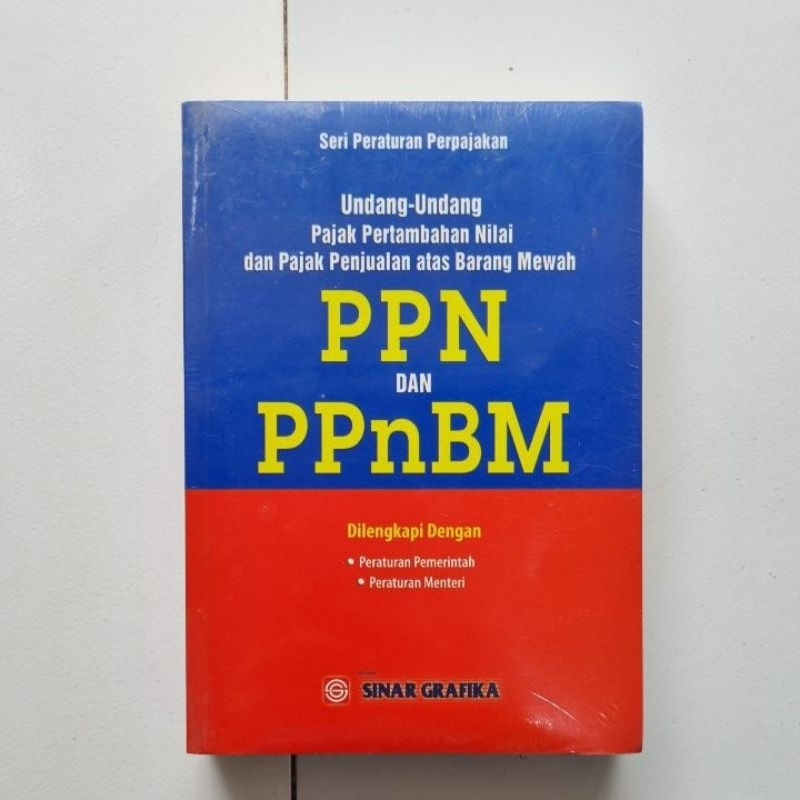 Seri Peraturan Perpajakan
Undang-Undang
Pajak Pertambahan Nilai
dan Pajak Penjualan atas Barang Mewah
PPN
DAN
PPnBM
Dilengkapi Dengan
• Peraturan Pemerintah
• Peraturan Menteri
SINAR GRAFIKA